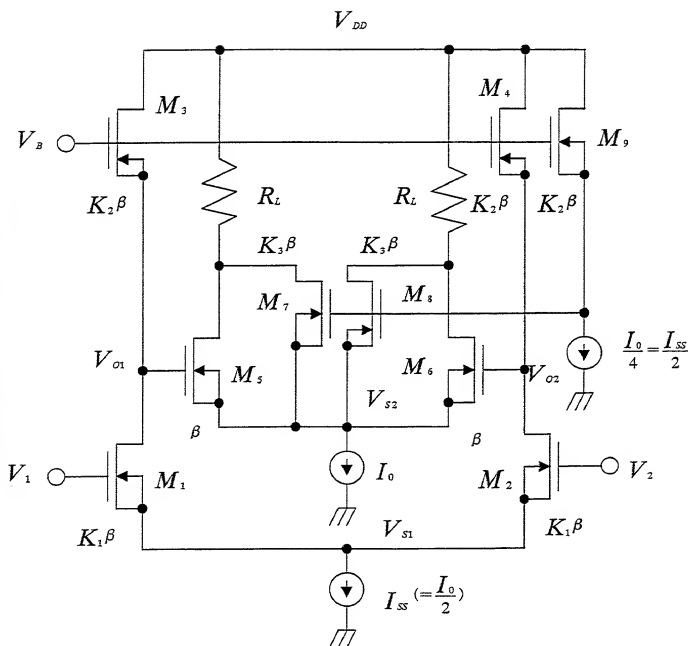 V_DD
M_3
M_4
V_B
M_9
K_2β
R_L
R_L
K_2β
K_2β
K_3β
K_3β
M_7
M_8
I_0/4 = I_SS/2
V_O1
M_5
M_6
V_O2
V_S2
β
β
I_0
V_1
M_1
M_2
V_2
K_1β
V_S1
K_1β
I_SS (= I_0/2)